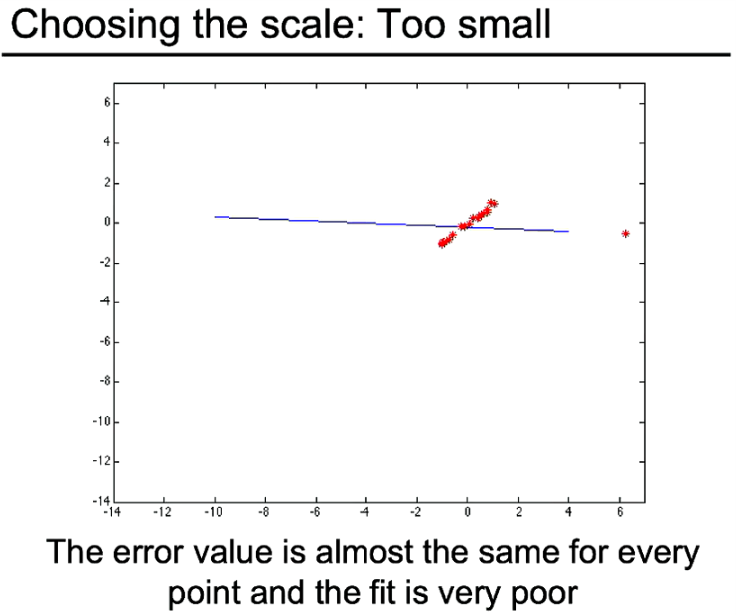 Choosing the scale: Too small
6
4
2
0
-2
-4
-6
-8
-10
-12
-14
-14 -12 -10 -8 -6 -4 -2 0 2 4 6
The error value is almost the same for every
point and the fit is very poor